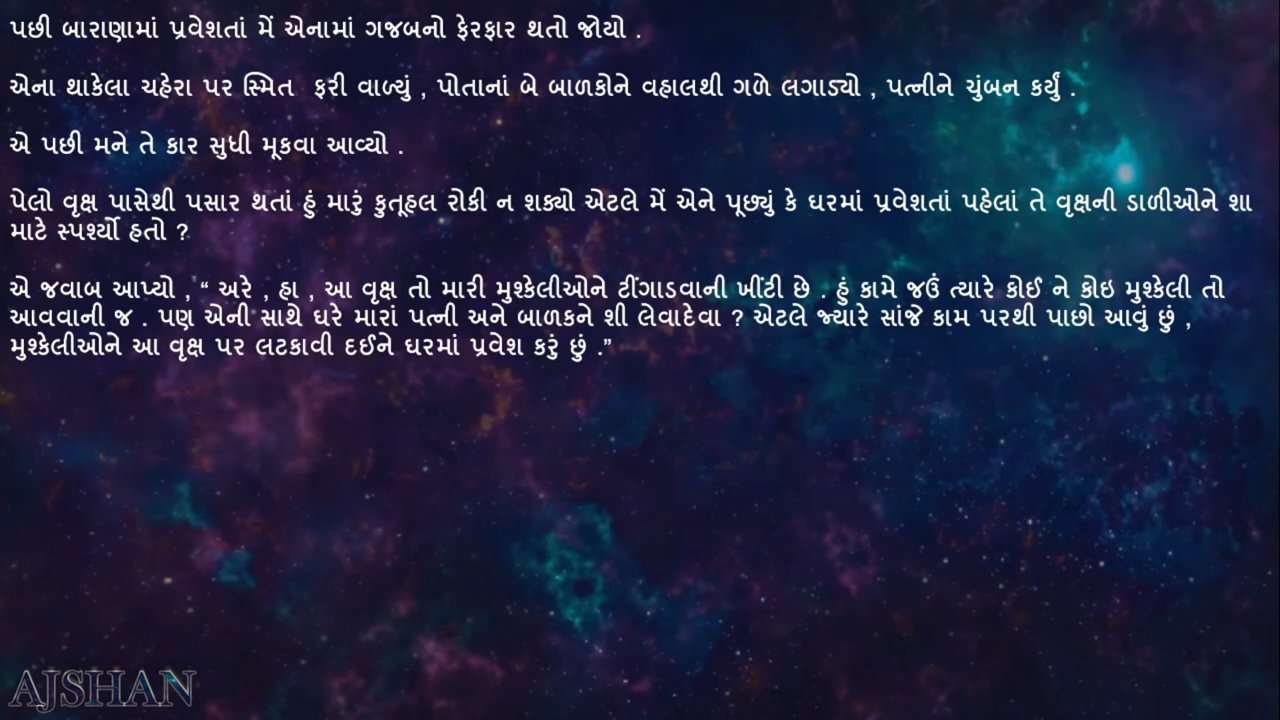 પછી બારાણામાં પ્રવેશતાં મેં એનામાં ગજબનો ફેરફાર થતો જોયો .
એના થાકેલા ચહેરા પર સ્મિત  ફરી વાળ્યું , પોતાનાં બે બાળકોને વહાલથી ગળે લગાડ્યો , પત્નીને ચુંબન કર્યું .
એ પછી મને તે કાર સુધી મૂકવા આવ્યો .
પેલો વૃક્ષ પાસેથી પસાર થતાં હું મારું કુતૂહલ રોકી ન શક્યો એટલે મેં એને પૂછ્યું કે ઘરમાં પ્રવેશતાં પહેલાં તે વૃક્ષની ડાળીઓને શા
માટે સ્પર્શ્યો હતો ?
એ જવાબ આપ્યો , “ અરે , હા , આ વૃક્ષ તો મારી મુશ્કેલીઓને ટીંગાડવાની ખીંટી છે . હું કામે જઉં ત્યારે કોઈ ને કોઇ મુશ્કેલી તો
આવવાની જ . પણ એની સાથે ઘરે મારાં પત્ની અને બાળકને શી લેવાદેવા ? એટલે જ્યારે સાંજે કામ પરથી પાછો આવું છું ,
મુશ્કેલીઓને આ વૃક્ષ પર લટકાવી દઈને ઘરમાં પ્રવેશ કરું છું .”
AJSHAN